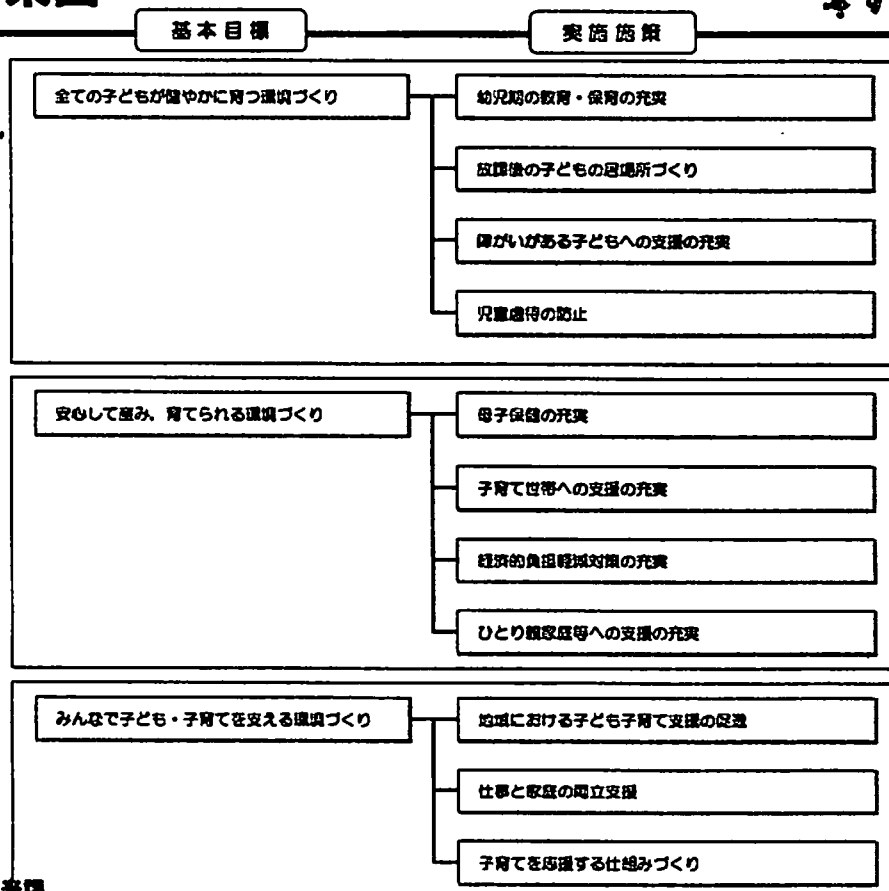 基本目標
実施施策
全ての子どもが健やかに育つ環境づくり
幼児期の教育・保育の充実
放課後の子どもの居場所づくり
障がいがある子どもへの支援の充実
児童虐待の防止
安心して産み、育てられる環境づくり
母子保健の充実
子育て世帯への支援の充実
経済的負担軽減対策の充実
ひとり親家庭等への支援の充実
みんなで子ども・子育てを支える環境づくり
地域における子ども子育て支援の促進
仕事と家庭の両立支援
子育てを応援する仕組みづくり